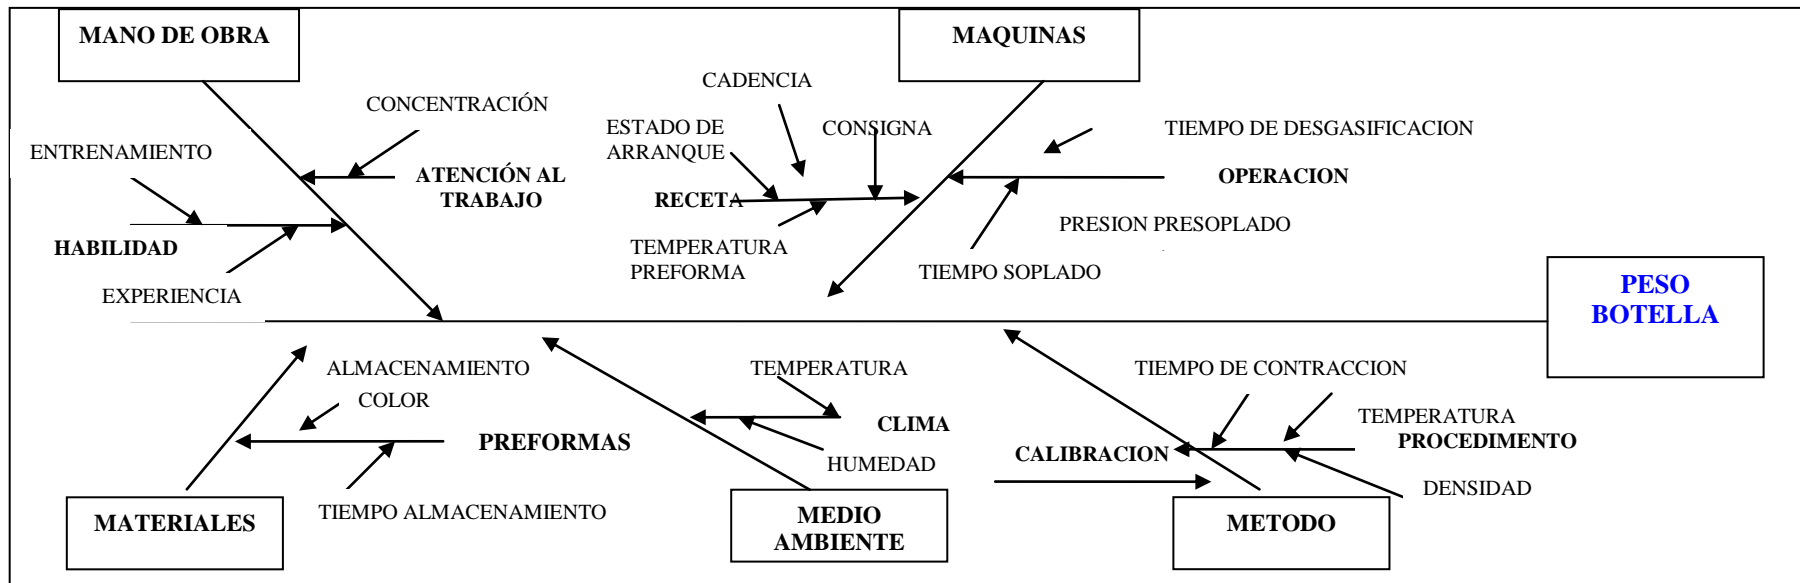 MANO DE OBRA
MAQUINAS
CADENCIA
CONCENTRACIÓN
ESTADO DE
ARRANQUE
CONSIGNA
TIEMPO DE DESGASIFICACION
ENTRENAMIENTO
ATENCIÓN AL
TRABAJO
RECETA
OPERACION
HABILIDAD
TEMPERATURA
PREFORMA
PRESION PRESOPLADO
TIEMPO SOPLADO
EXPERIENCIA
PESO
BOTELLA
ALMACENAMIENTO
COLOR
TEMPERATURA
TIEMPO DE CONTRACCION
PREFORMAS
CLIMA
TEMPERATURA
PROCEDIMENTO
CALIBRACION
HUMEDAD
DENSIDAD
TIEMPO ALMACENAMIENTO
MATERIALES
MEDIO
AMBIENTE
METODO